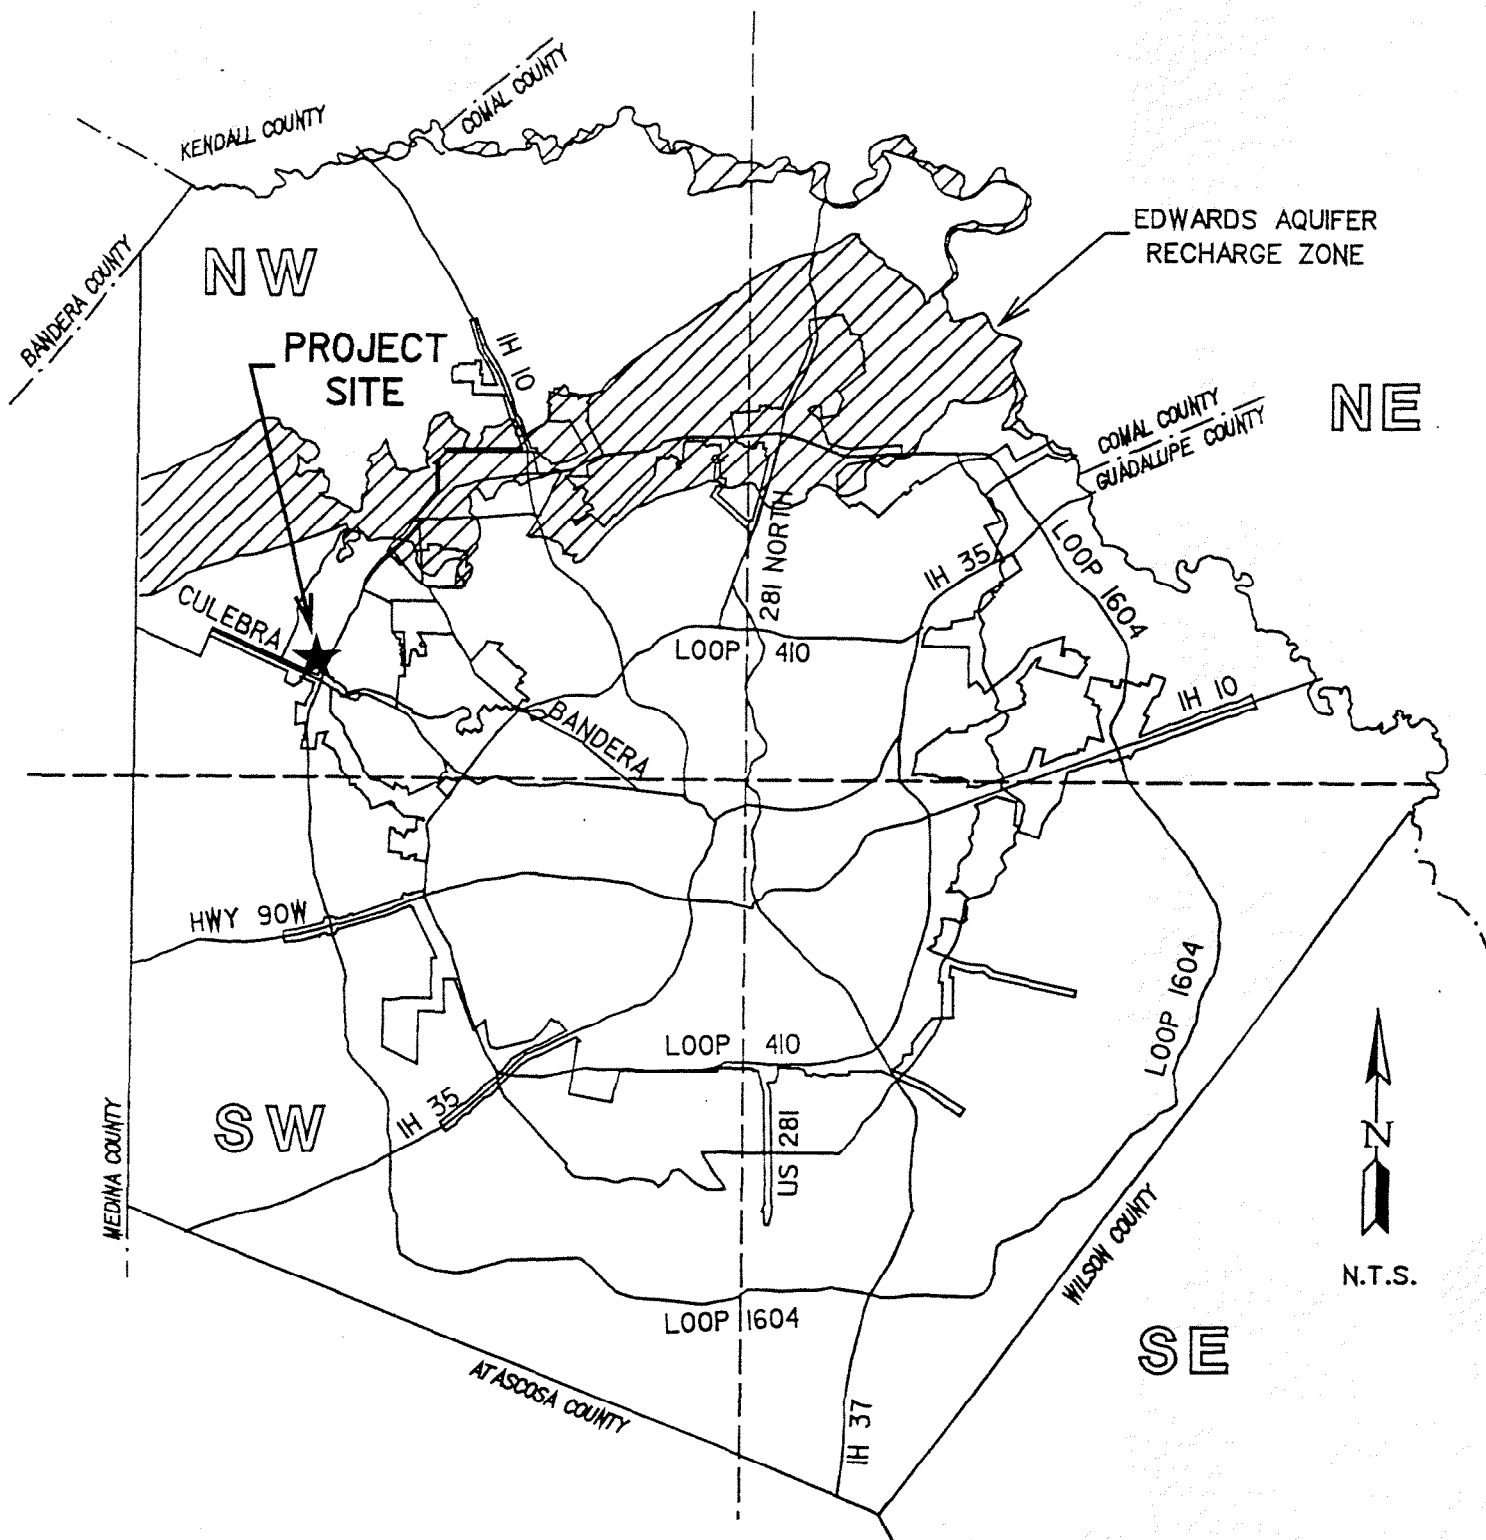 COMAL COUNTY
KENDALL COUNTY
EDWARDS AQUIFER
RECHARGE ZONE
NW
BANDERA COUNTY
PROJECT
SITE
IH 10
NE
COMAL COUNTY
GUADALUPE COUNTY
281 NORTH
IH 35
LOOP 1604
CULEBRA
LOOP 410
IH 10
BANDERA
HWY 90W
LOOP 1604
LOOP 410
IH 35
SW
US 281
MEDINA COUNTY
N
WILSON COUNTY
N.T.S.
LOOP 1604
SE
ATASCOSA COUNTY
IH 37